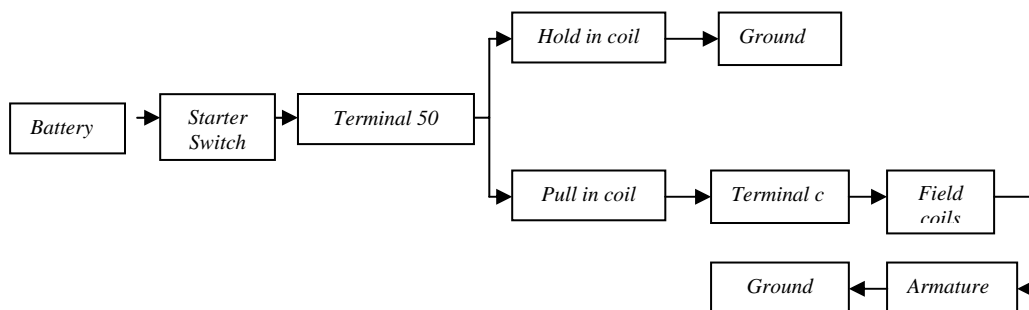 Hold in coil
Ground
Battery
Starter
Switch
Terminal 50
Pull in coil
Terminal c
Field
coils
Ground
Armature